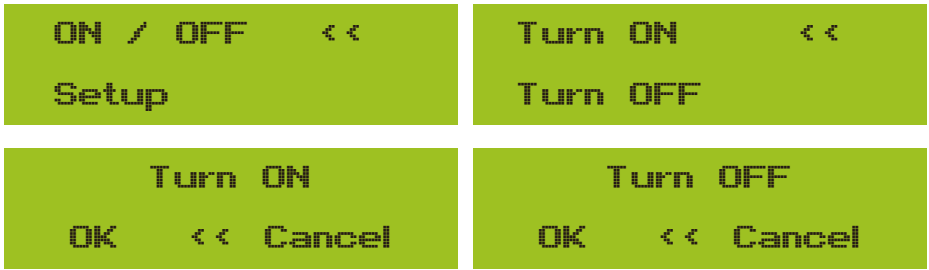 ON / OFF <<
Setup
Turn ON <<
Turn OFF
Turn ON
OK << Cancel
Turn OFF
OK << Cancel